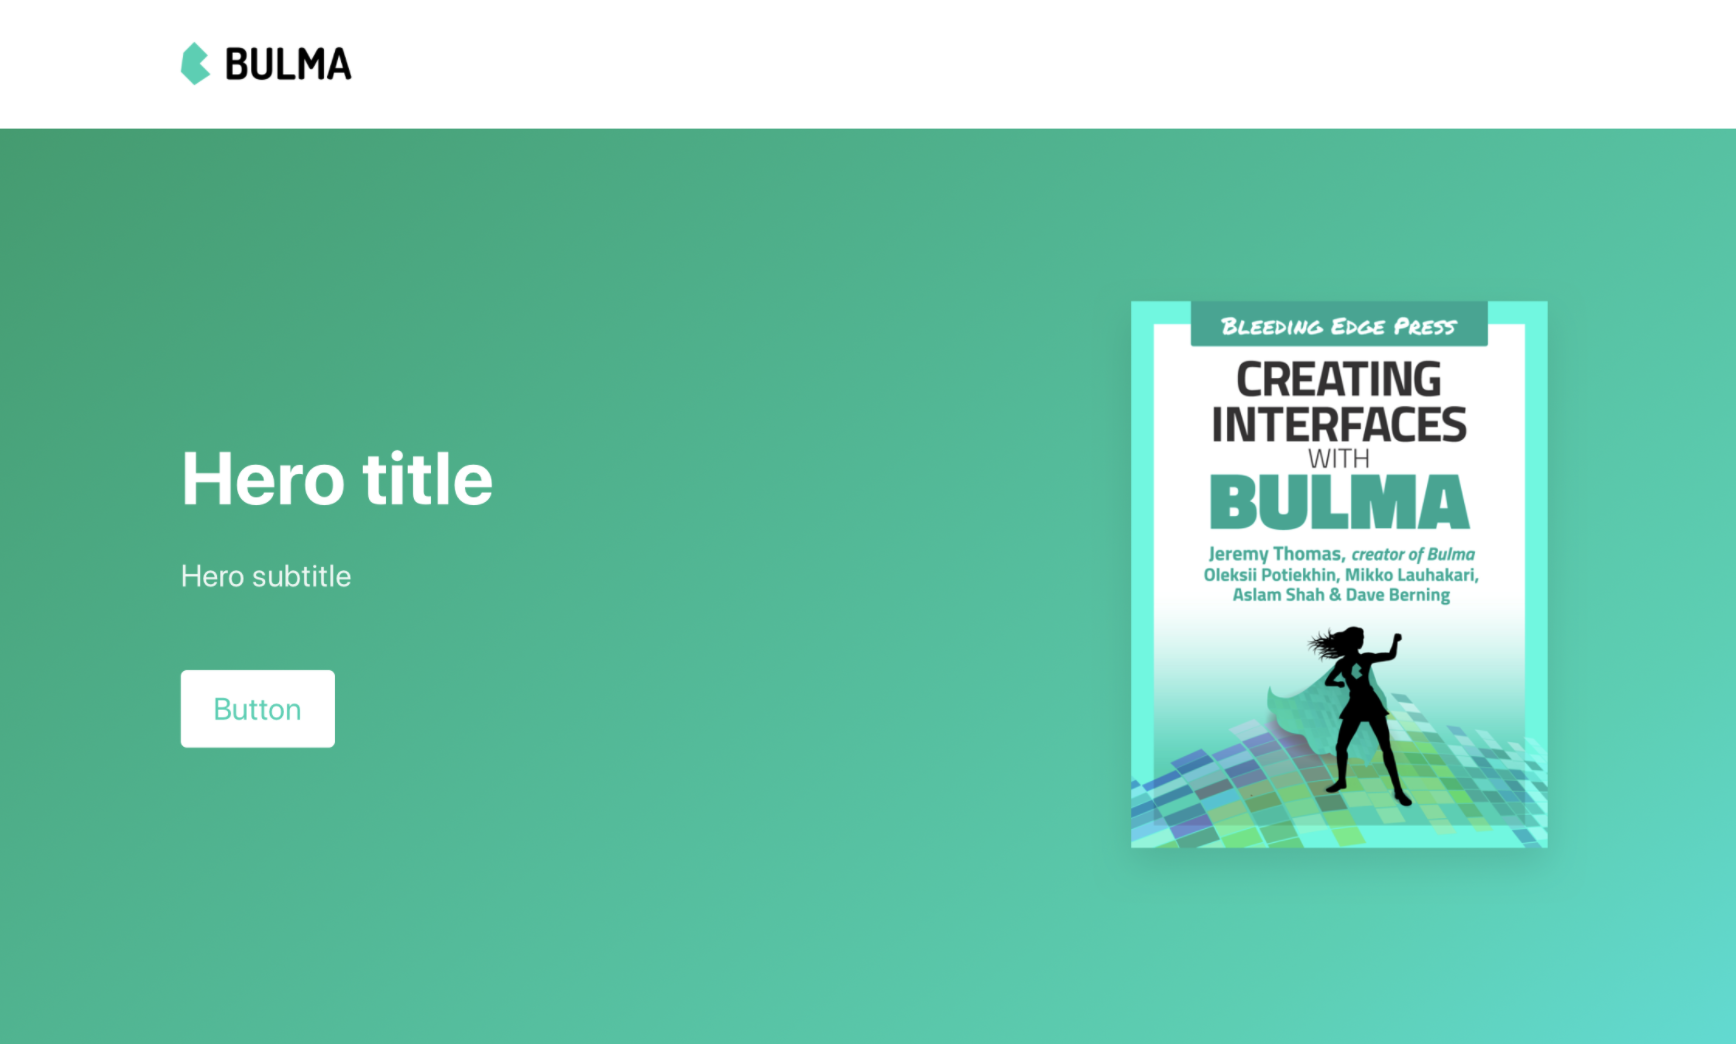 BULMA
Hero title
Hero subtitle
Button
BLEEDING EDGE PRESS
CREATING
INTERFACES
WITH
BULMA
Jeremy Thomas, creator of Bulma
Oleksii Potiekhin, Mikko Lauhakari,
Aslam Shah & Dave Berning